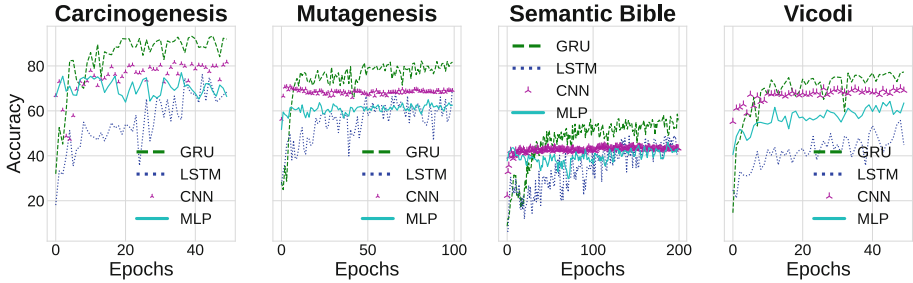 Carcinogenesis
Mutagenesis
Semantic Bible
Vicodi
Accuracy
80
60
40
20
GRU
LSTM
CNN
MLP
0
20
40
Epochs
GRU
LSTM
CNN
MLP
0
50
100
Epochs
GRU
LSTM
CNN
MLP
0
100
200
Epochs
GRU
LSTM
CNN
MLP
0
20
40
Epochs